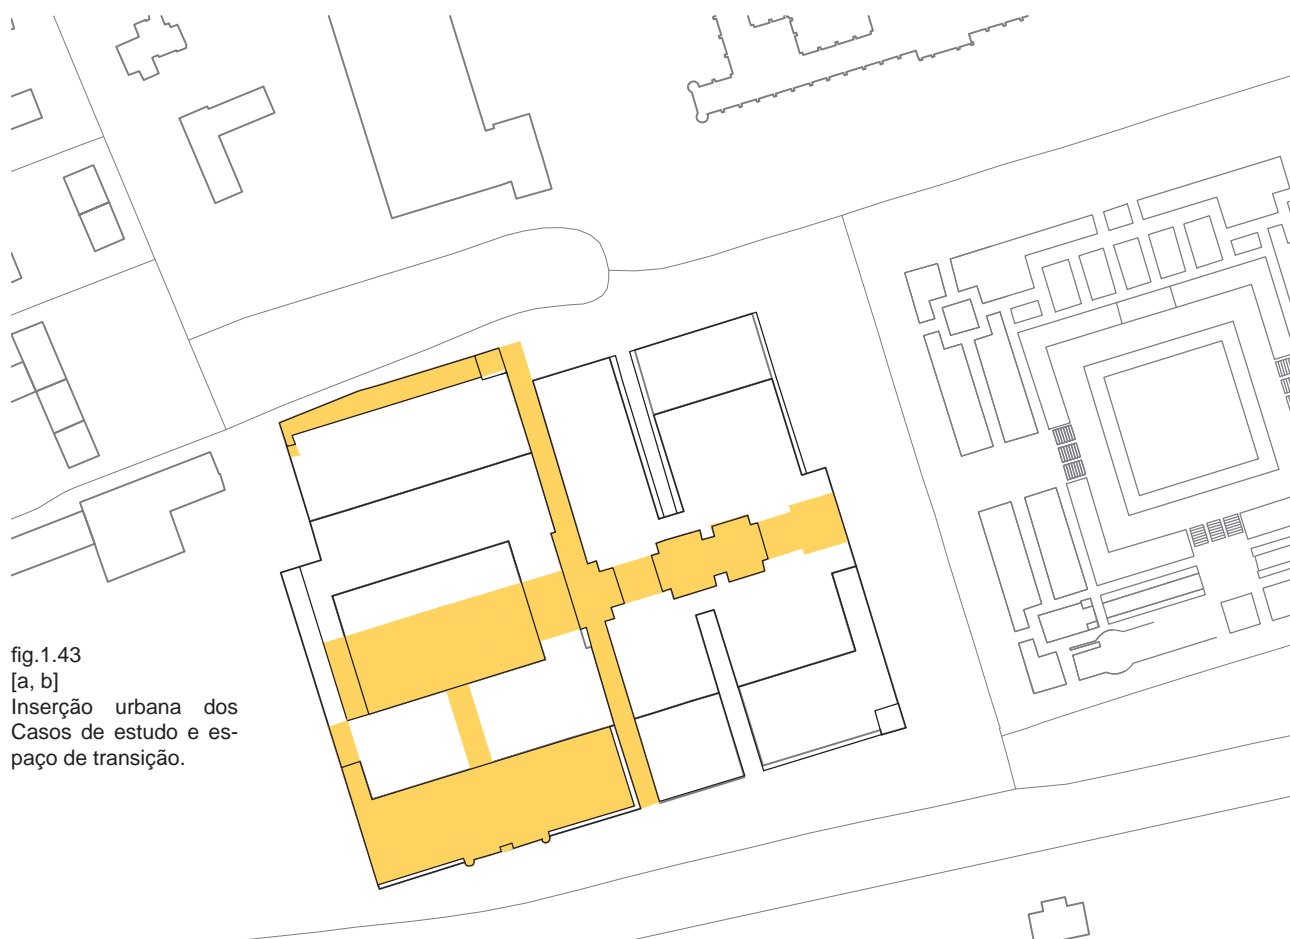 fig.1.43
[a, b]
Inserção urbana dos
Casos de estudo e es-
paço de transição.